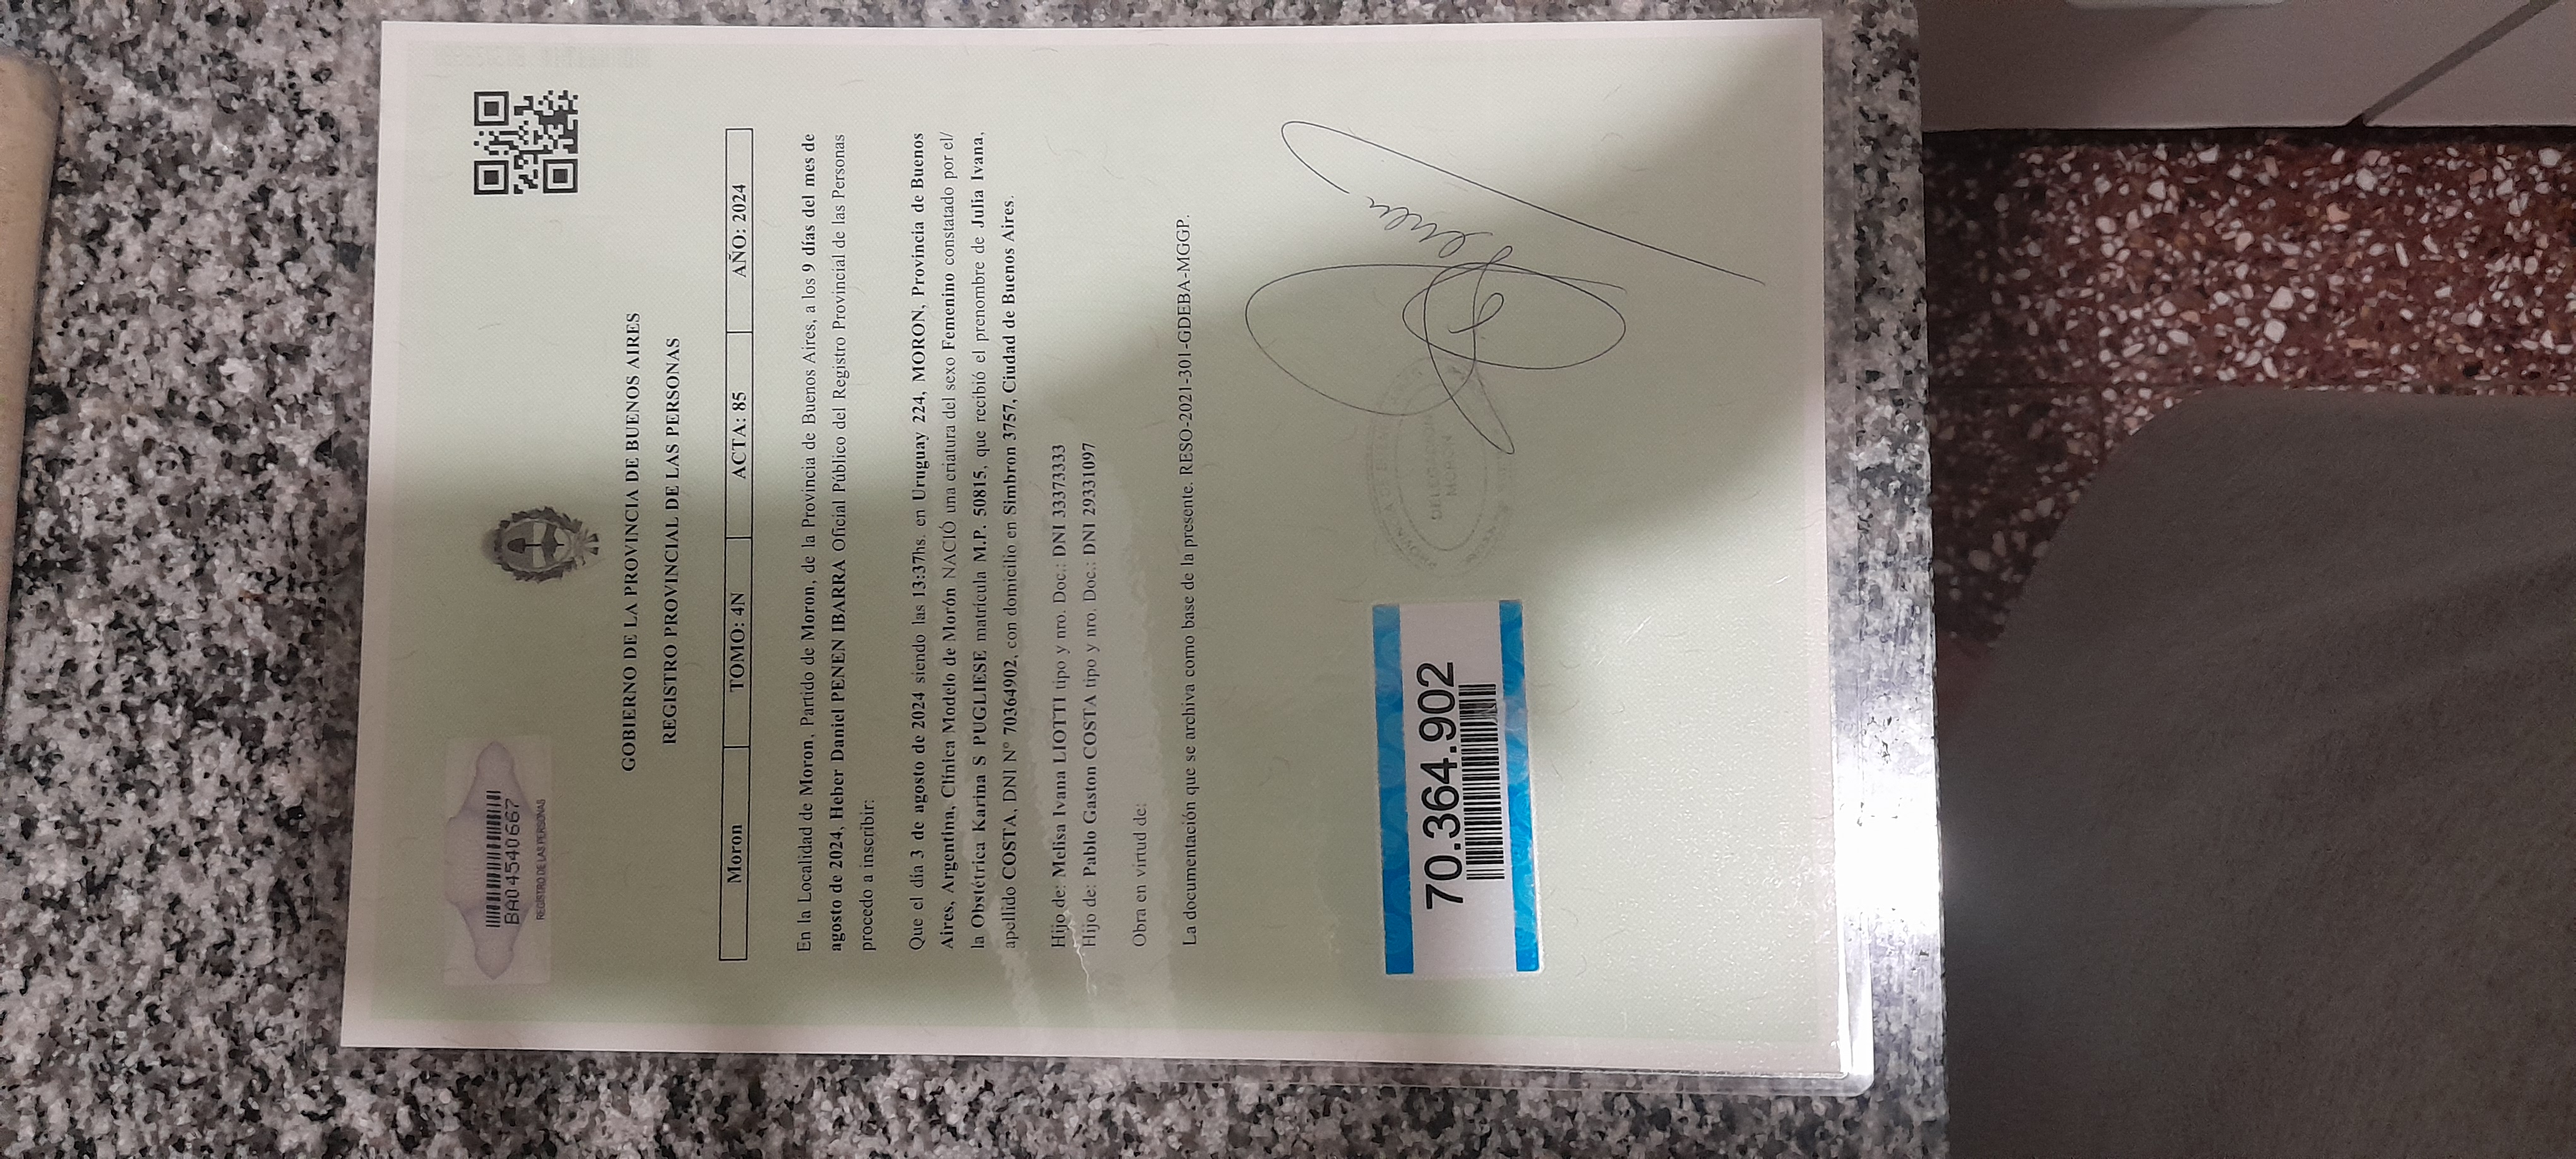 BA04540667
REGISTRO DE LAS PERSONAS
GOBIERNO DE LA PROVINCIA DE BUENOS AIRES
REGISTRO PROVINCIAL DE LAS PERSONAS
Moron TOMO: 4N ACTA: 85 AÑO: 2024
En la Localidad de Moron, Partido de Moron, de la Provincia de Buenos Aires, a los 9 días del mes de
agosto de 2024, Heber Daniel PENEN IBARRA Oficial Público del Registro Provincial de las Personas
procedo a inscribir:
Que el día 3 de agosto de 2024 siendo las 13:37hs. en Uruguay 224, MORON, Provincia de Buenos
Aires, Argentina, Clínica Modelo de Morón NACIÓ una criatura del sexo Femenino constatado por el/
la Obstétrica Karina S PUGLIESE matrícula M.P. 50815, que recibió el prenombre de Julia Ivana,
apellido COSTA, DNI N° 70364902, con domicilio en Simbron 3757, Ciudad de Buenos Aires.
Hijo de: Melisa Ivana LIOTTI tipo y nro. Doc.: DNI 33373333
Hijo de: Pablo Gaston COSTA tipo y nro. Doc.: DNI 29331097
Obra en virtud de:
La documentación que se archiva como base de la presente. RESO-2021-301-GDEBA-MGGP.
70.364.902
DELEGACION
MORON